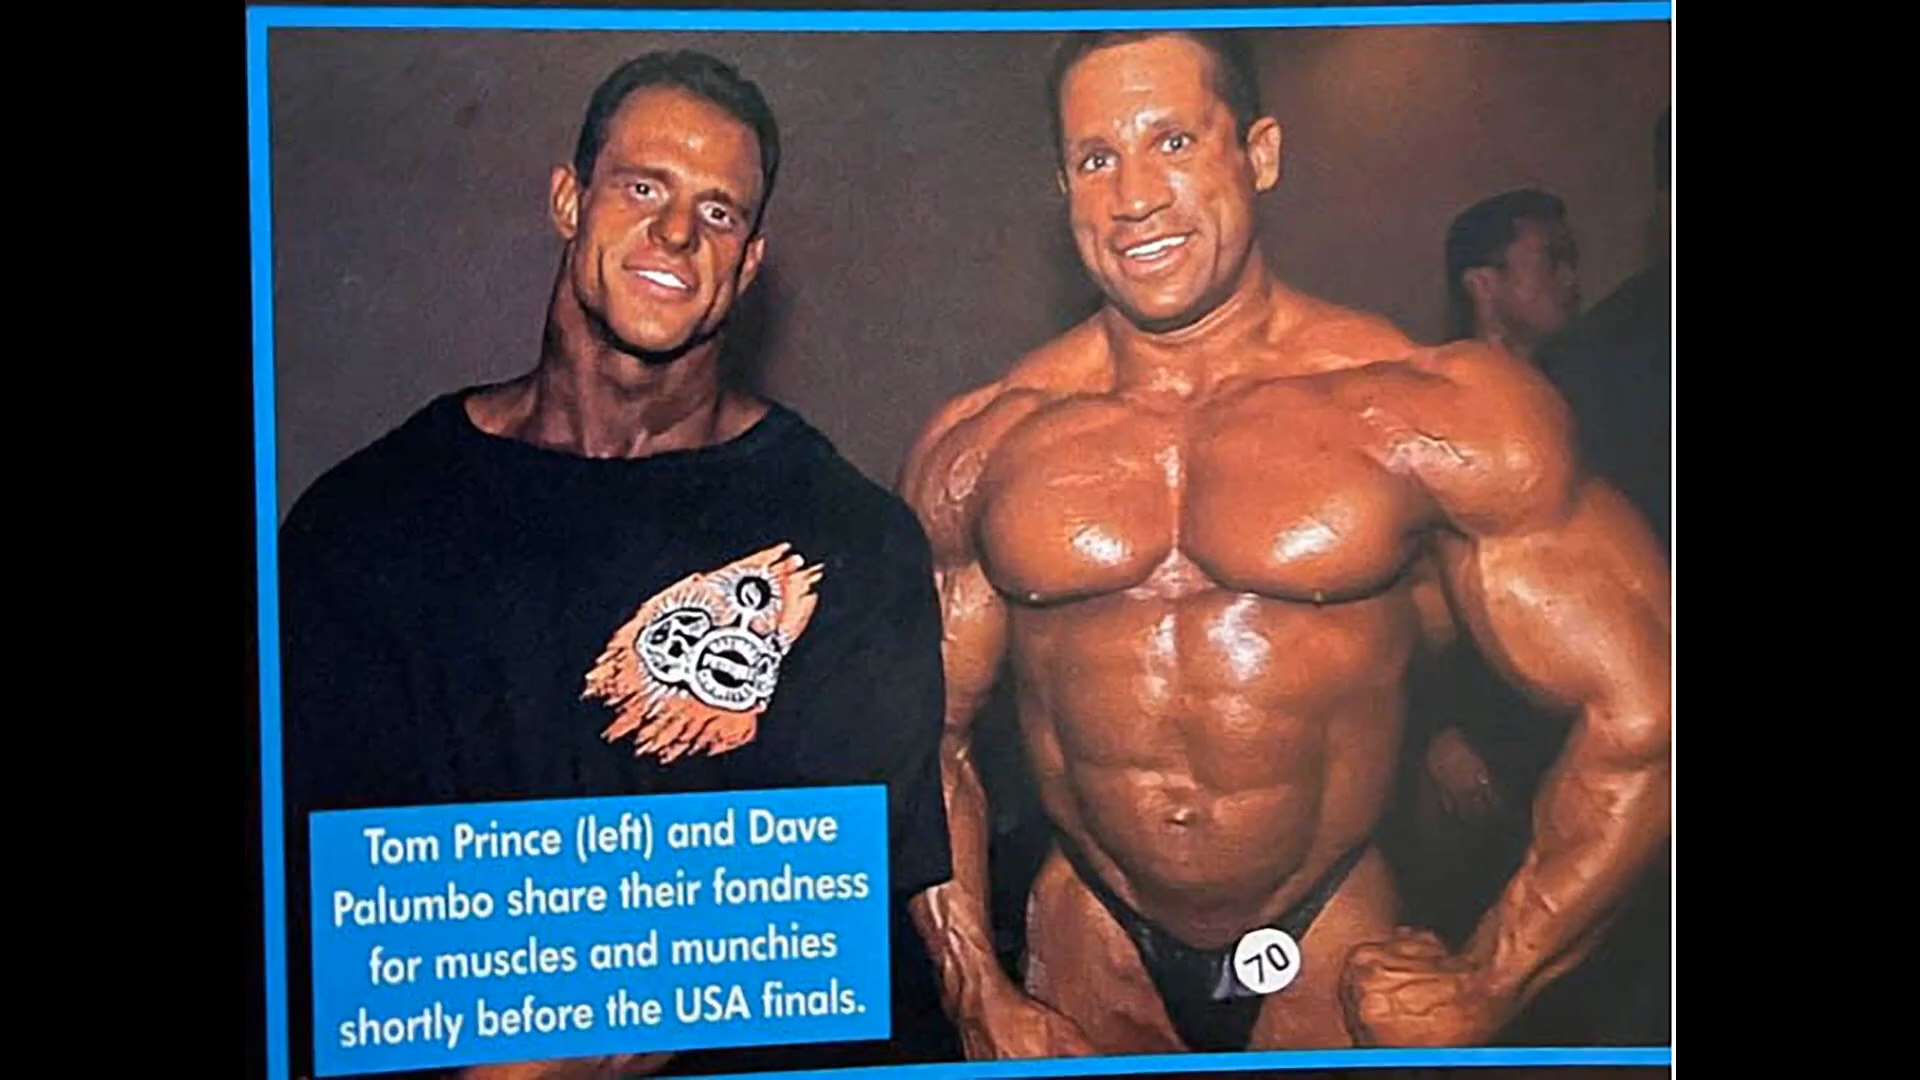 Tom Prince (left) and Dave
Palumbo share their fondness
for muscles and munchies
shortly before the USA finals.
70